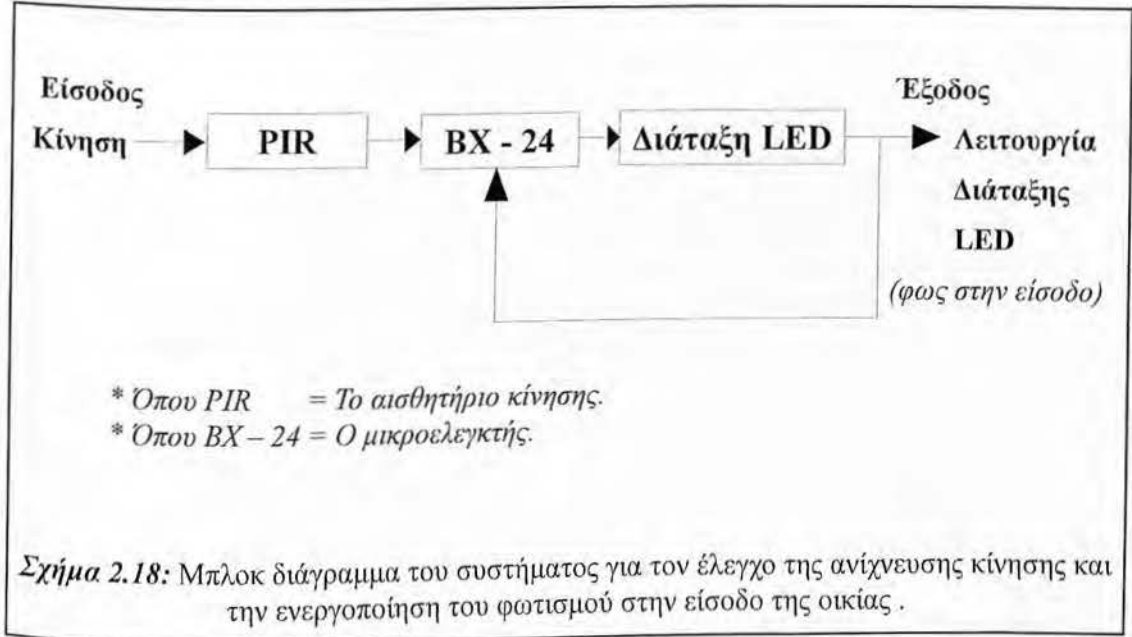 Είσοδος
Κίνηση
PIR
BX - 24
Διάταξη LED
Έξοδος
Λειτουργία
Διάταξης
LED
(φως στην είσοδο)
* Όπου PIR = Το αισθητήριο κίνησης.
* Όπου BX – 24 = Ο μικροελεγκτής.
Σχήμα 2.18: Μπλοκ διάγραμμα του συστήματος για τον έλεγχο της ανίχνευσης κίνησης και
την ενεργοποίηση του φωτισμού στην είσοδο της οικίας .